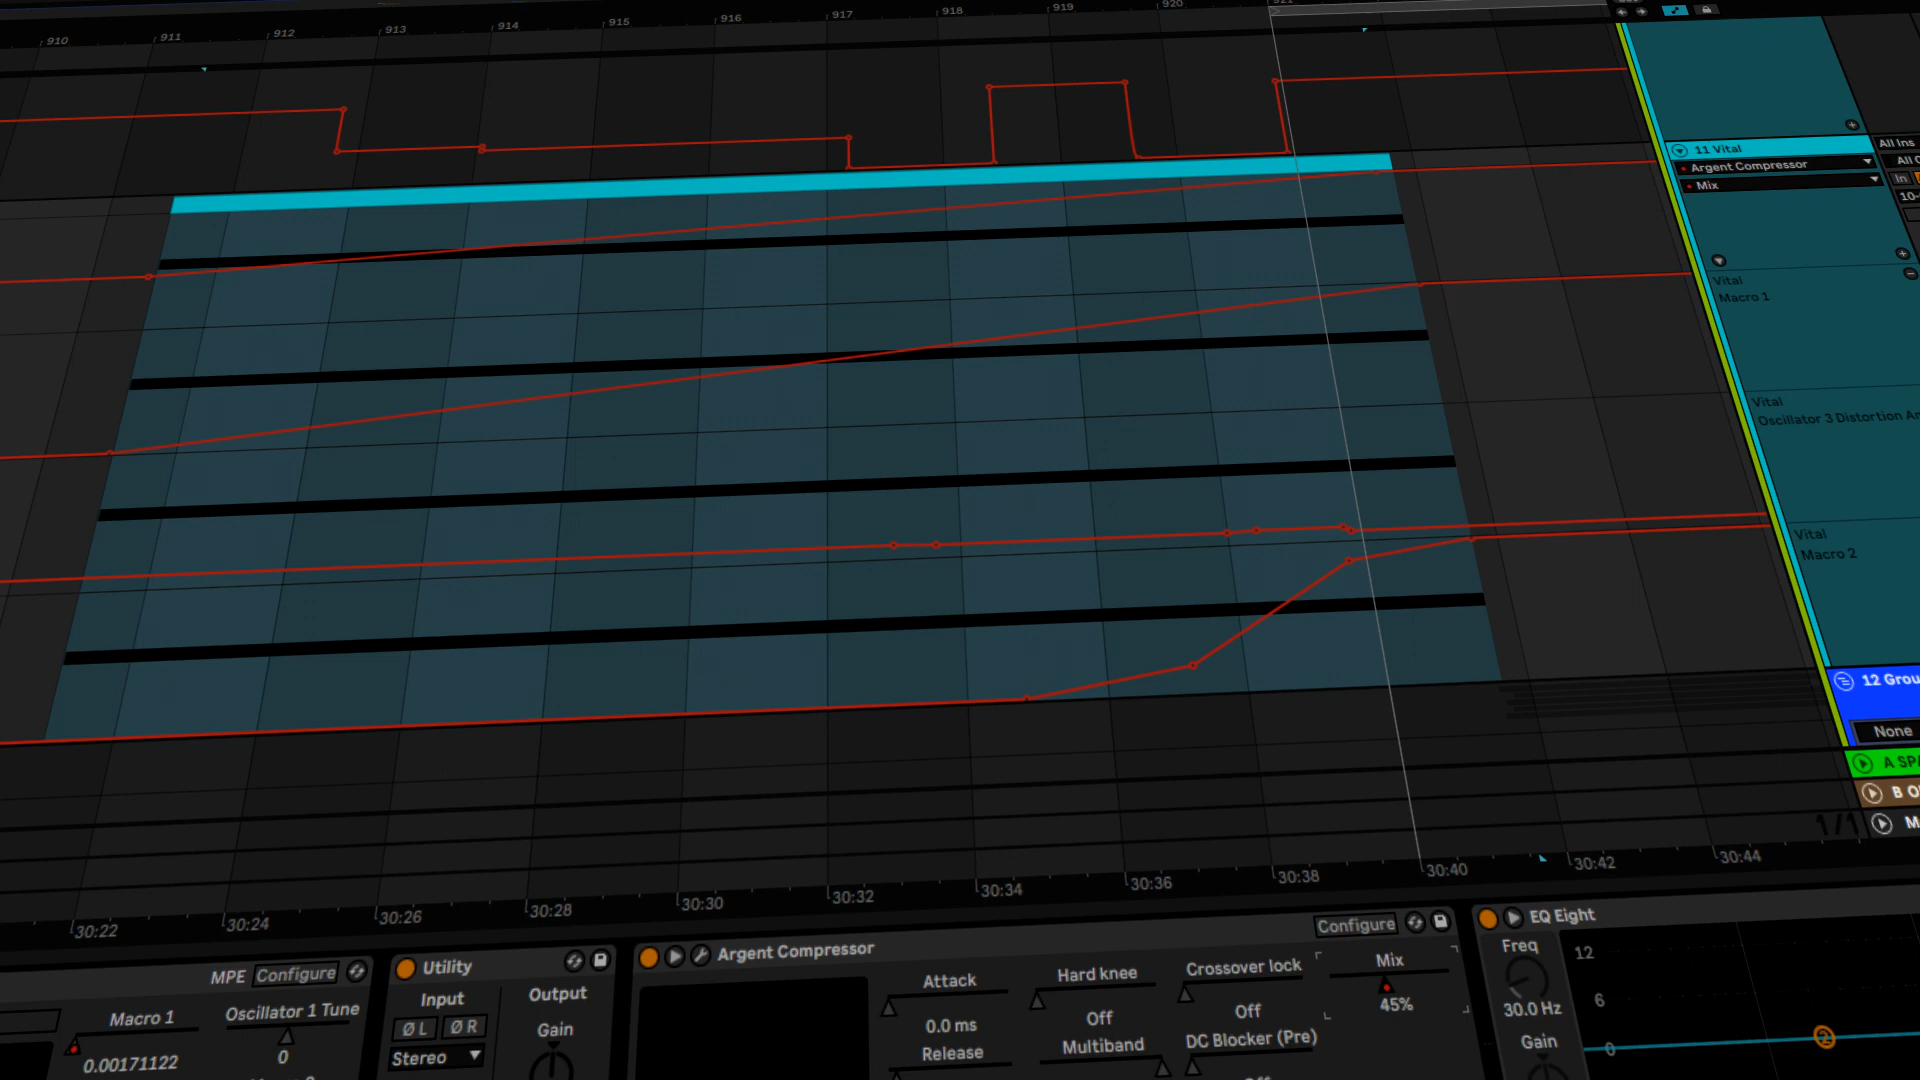 910 911 912 913 914 915 916 917 918 919 920 921
11 Vital
Argent Compressor
Mix
All Ins
In
Vital
Macro 1
Vital
Oscillator 3 Distortion
Vital
Macro 2
12 Grou
None
A SPA
B O
1/1
M
30:22 30:24 30:26 30:28 30:30 30:32 30:34 30:36 30:38 30:40 30:42 30:44
MPE Configure
Macro 1
0.00171122
Oscillator 1 Tune
0
Utility
Input
Ø L Ø R
Stereo
Output
Gain
Argent Compressor
Configure
Attack
0.0 ms
Release
Hard knee
Off
Multiband
Crossover lock
Off
DC Blocker (Pre)
Mix
45%
EQ Eight
Freq
30.0 Hz
Gain
12
6
0
2